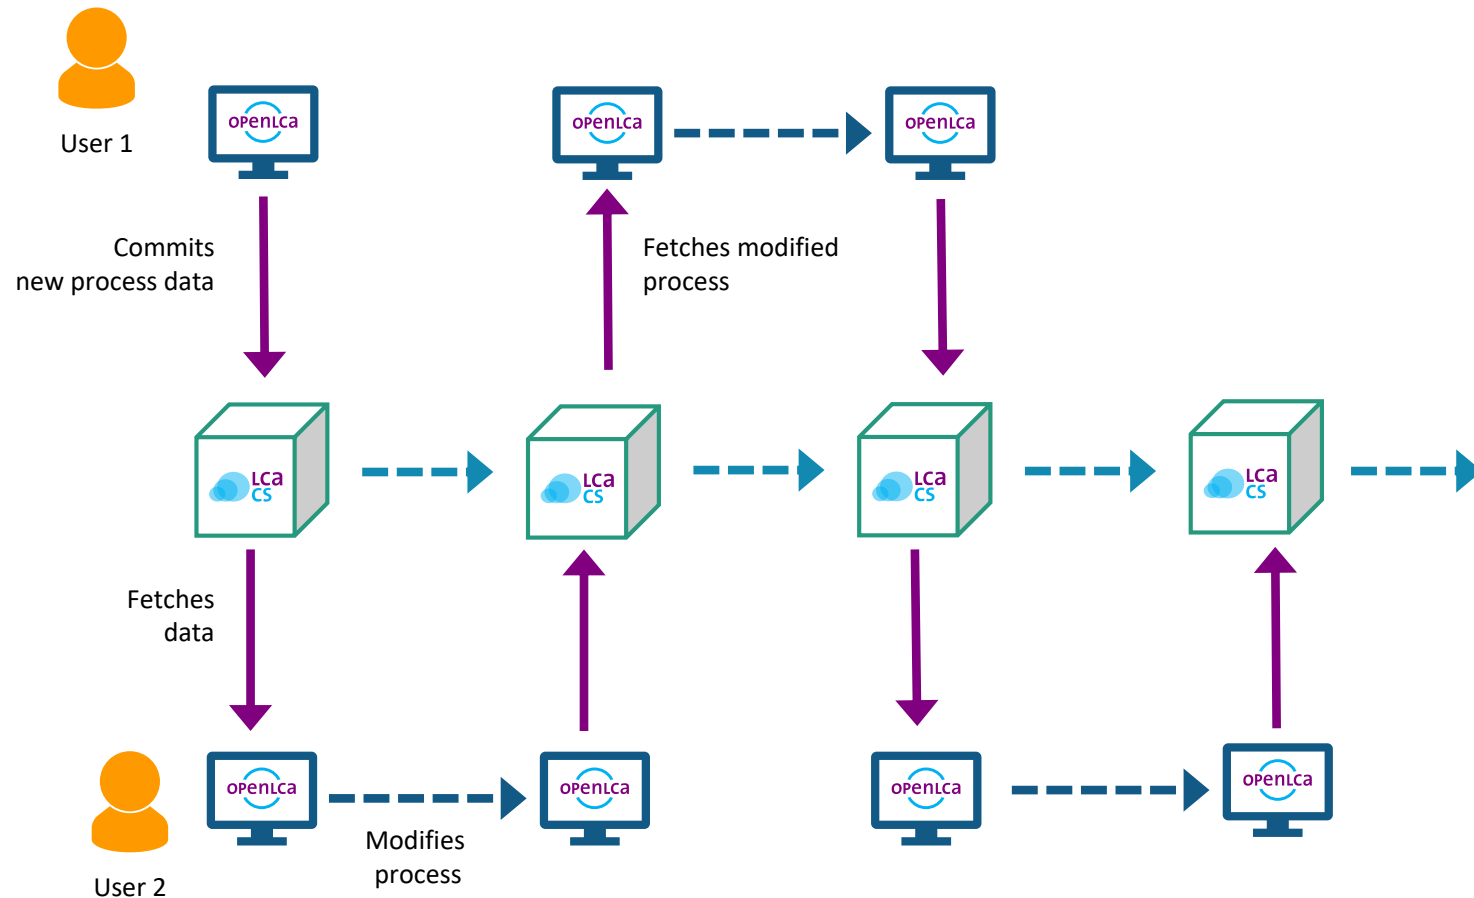 User 1
oPenLca
oPenLca
oPenLca
Commits
new process data
Fetches modified
process
LCa
CS
LCa
CS
LCa
CS
LCa
CS
Fetches
data
oPenLca
oPenLca
oPenLca
oPenLca
Modifies
process
User 2